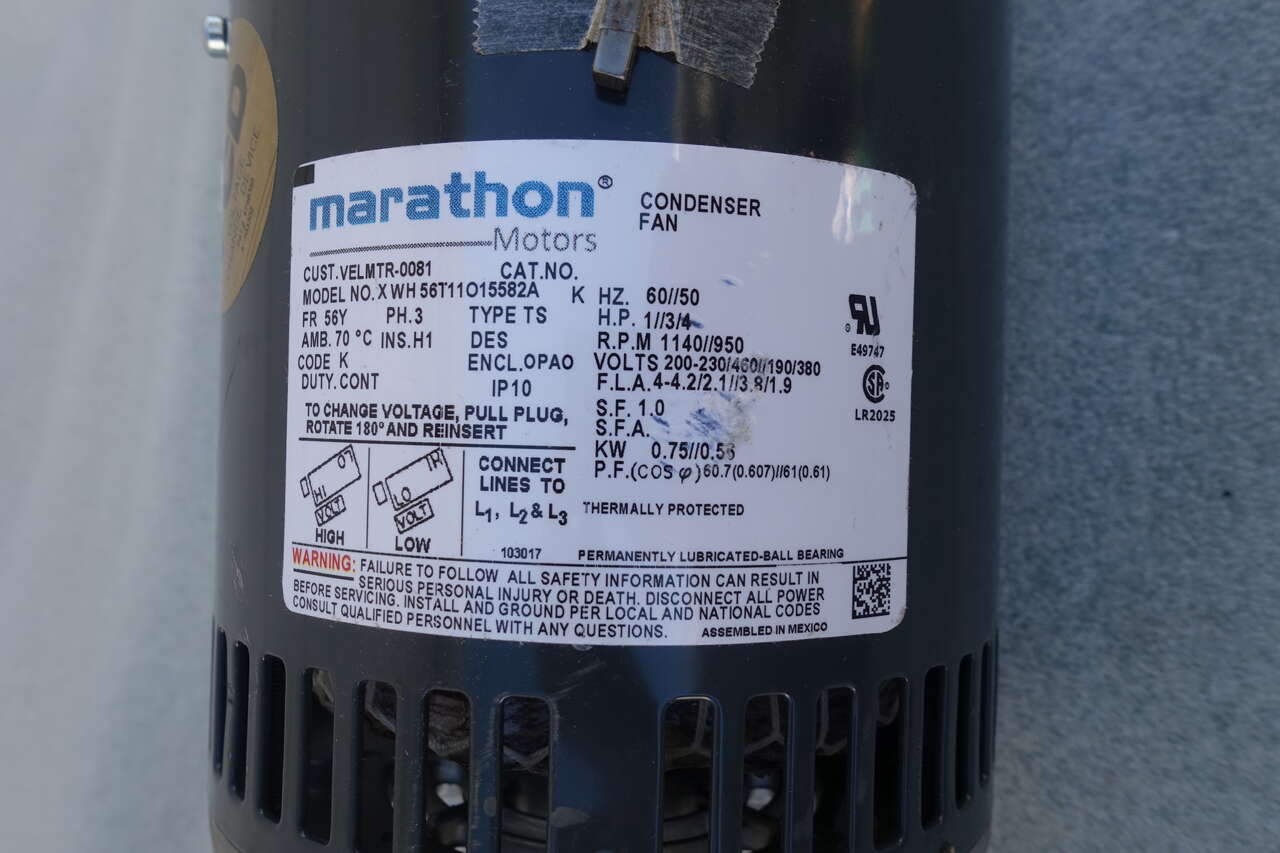 marathon®
Motors
CONDENSER
FAN
CUST.VELMTR-0081 CAT.NO.
MODEL NO. XWH 56T11O15582A K
FR 56Y PH.3 TYPE TS
AMB. 70 °C INS.H1 DES
CODE K ENCL.OPAO
DUTY.CONT IP10
HZ. 60//50
H.P. 1//3/4
R.P.M 1140//950
VOLTS 200-230/460//190/380
F.L.A.4-4.2/2.1//3.8/1.9
S.F. 1.0
S.F.A.
KW 0.75//0.56
P.F.(COS φ)60.7(0.607)//61(0.61)
E49747
LR2025
TO CHANGE VOLTAGE, PULL PLUG,
ROTATE 180° AND REINSERT
LO
HI
VOLT
HIGH
HI
LO
VOLT
LOW
CONNECT
LINES TO
L1, L2 & L3
THERMALLY PROTECTED
103017 PERMANENTLY LUBRICATED-BALL BEARING
WARNING: FAILURE TO FOLLOW ALL SAFETY INFORMATION CAN RESULT IN
SERIOUS PERSONAL INJURY OR DEATH. DISCONNECT ALL POWER
BEFORE SERVICING. INSTALL AND GROUND PER LOCAL AND NATIONAL CODES
CONSULT QUALIFIED PERSONNEL WITH ANY QUESTIONS. ASSEMBLED IN MEXICO